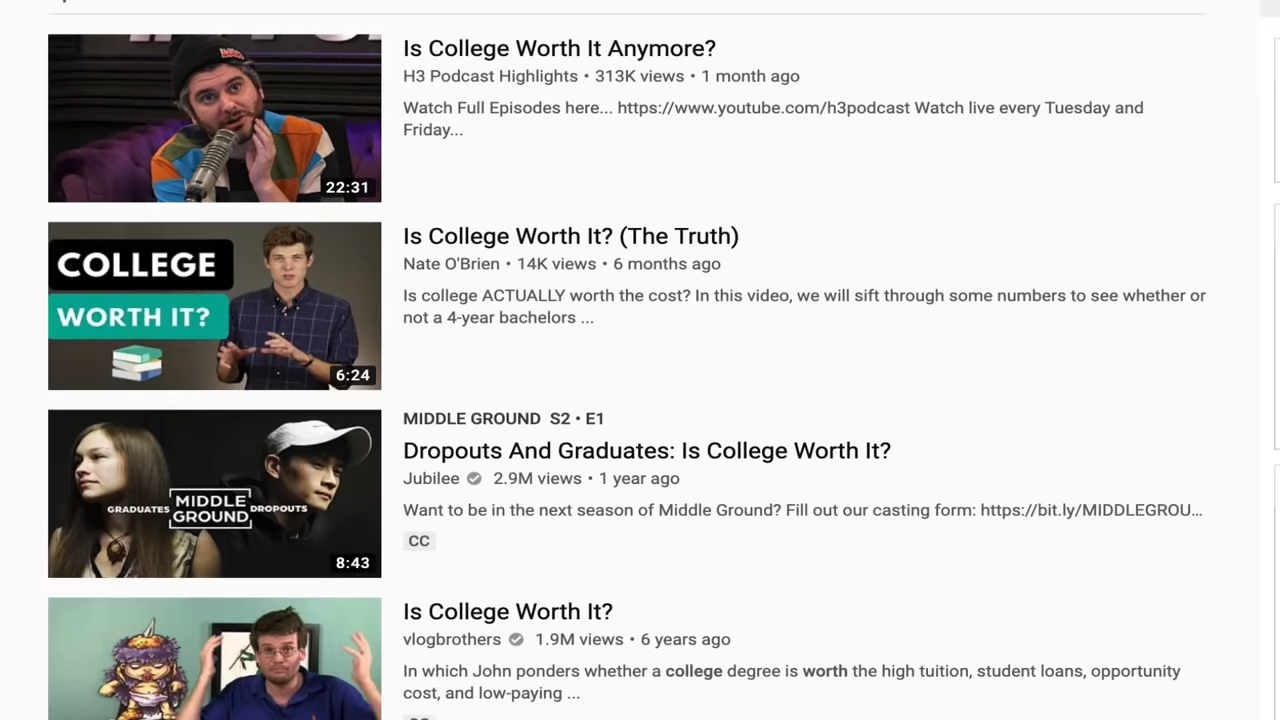 Is College Worth It Anymore?
H3 Podcast Highlights • 313K views • 1 month ago
Watch Full Episodes here... https://www.youtube.com/h3podcast Watch live every Tuesday and
Friday...
22:31
Is College Worth It? (The Truth)
Nate O'Brien • 14K views • 6 months ago
Is college ACTUALLY worth the cost? In this video, we will sift through some numbers to see whether or
not a 4-year bachelors ...
COLLEGE
WORTH IT?
6:24
MIDDLE GROUND S2 • E1
Dropouts And Graduates: Is College Worth It?
Jubilee 2.9M views • 1 year ago
Want to be in the next season of Middle Ground? Fill out our casting form: https://bit.ly/MIDDLEGROU...
CC
GRADUATES
MIDDLE
GROUND
DROPOUTS
8:43
Is College Worth It?
vlogbrothers 1.9M views • 6 years ago
In which John ponders whether a college degree is worth the high tuition, student loans, opportunity
cost, and low-paying ...